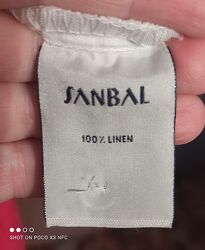 SANBAL
100% LINEN
SHOT ON POCO X3 NFC